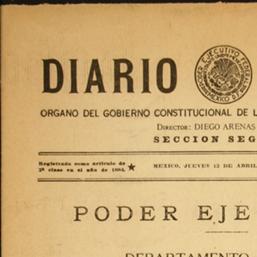 DIARIO
ORGANO DEL GOBIERNO CONSTITUCIONAL DE L
DIRECTOR: DIEGO ARENAS
SECCION SEG
Registrado como artículo de
2ª clase en el año de 1884.
MEXICO, JUEVES 12 DE ABRIL
PODER EJE
DEPARTAMENTO